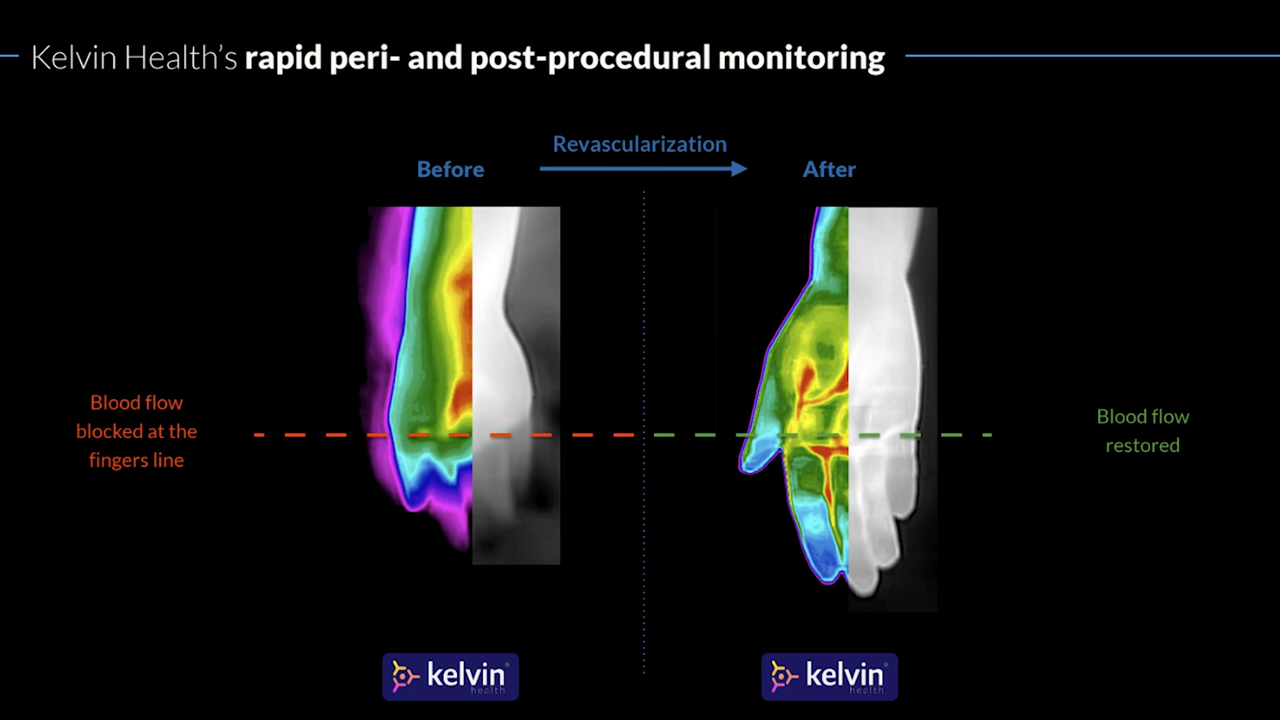 Kelvin Health's rapid peri- and post-procedural monitoring
Revascularization
Before
After
Blood flow
blocked at the
fingers line
Blood flow
restored
kelvin®
health
kelvin®
health